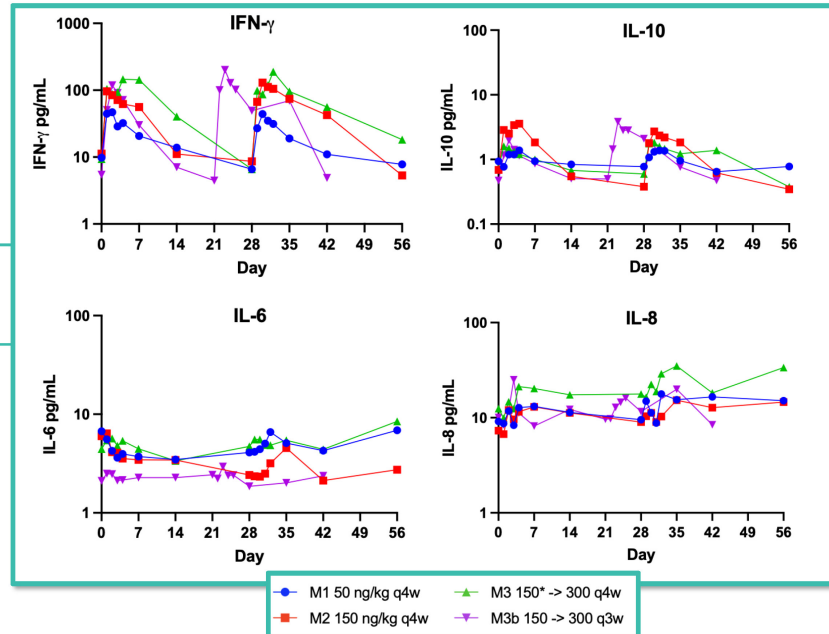 IFN-γ
IFN-γ pg/mL
1000
100
10
1
0 7 14 21 28 35 42 49 56
Day
IL-10
IL-10 pg/mL
100
10
1
0.1
0 7 14 21 28 35 42 49 56
Day
IL-6
IL-6 pg/mL
100
10
1
0 7 14 21 28 35 42 49 56
Day
IL-8
IL-8 pg/mL
100
10
1
0 7 14 21 28 35 42 49 56
Day
M1 50 ng/kg q4w
M3 150* -> 300 q4w
M2 150 ng/kg q4w
M3b 150 -> 300 q3w